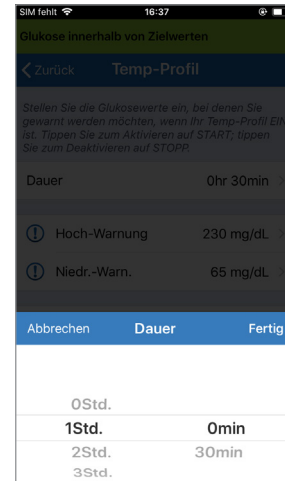 SIM fehlt 16:37
Glukose innerhalb von Zielwerten
Zurück Temp-Profil
Stellen Sie die Glukosewerte ein, bei denen Sie
gewarnt werden möchten, wenn Ihr Temp-Profil EIN
ist. Tippen Sie zum Aktivieren auf START; tippen
Sie zum Deaktivieren auf STOPP.
Dauer 0hr 30min
Hoch-Warnung 230 mg/dL
Niedr.-Warn. 65 mg/dL
Abbrechen Dauer Fertig
0Std.
1Std. 0min
2Std. 30min
3Std.